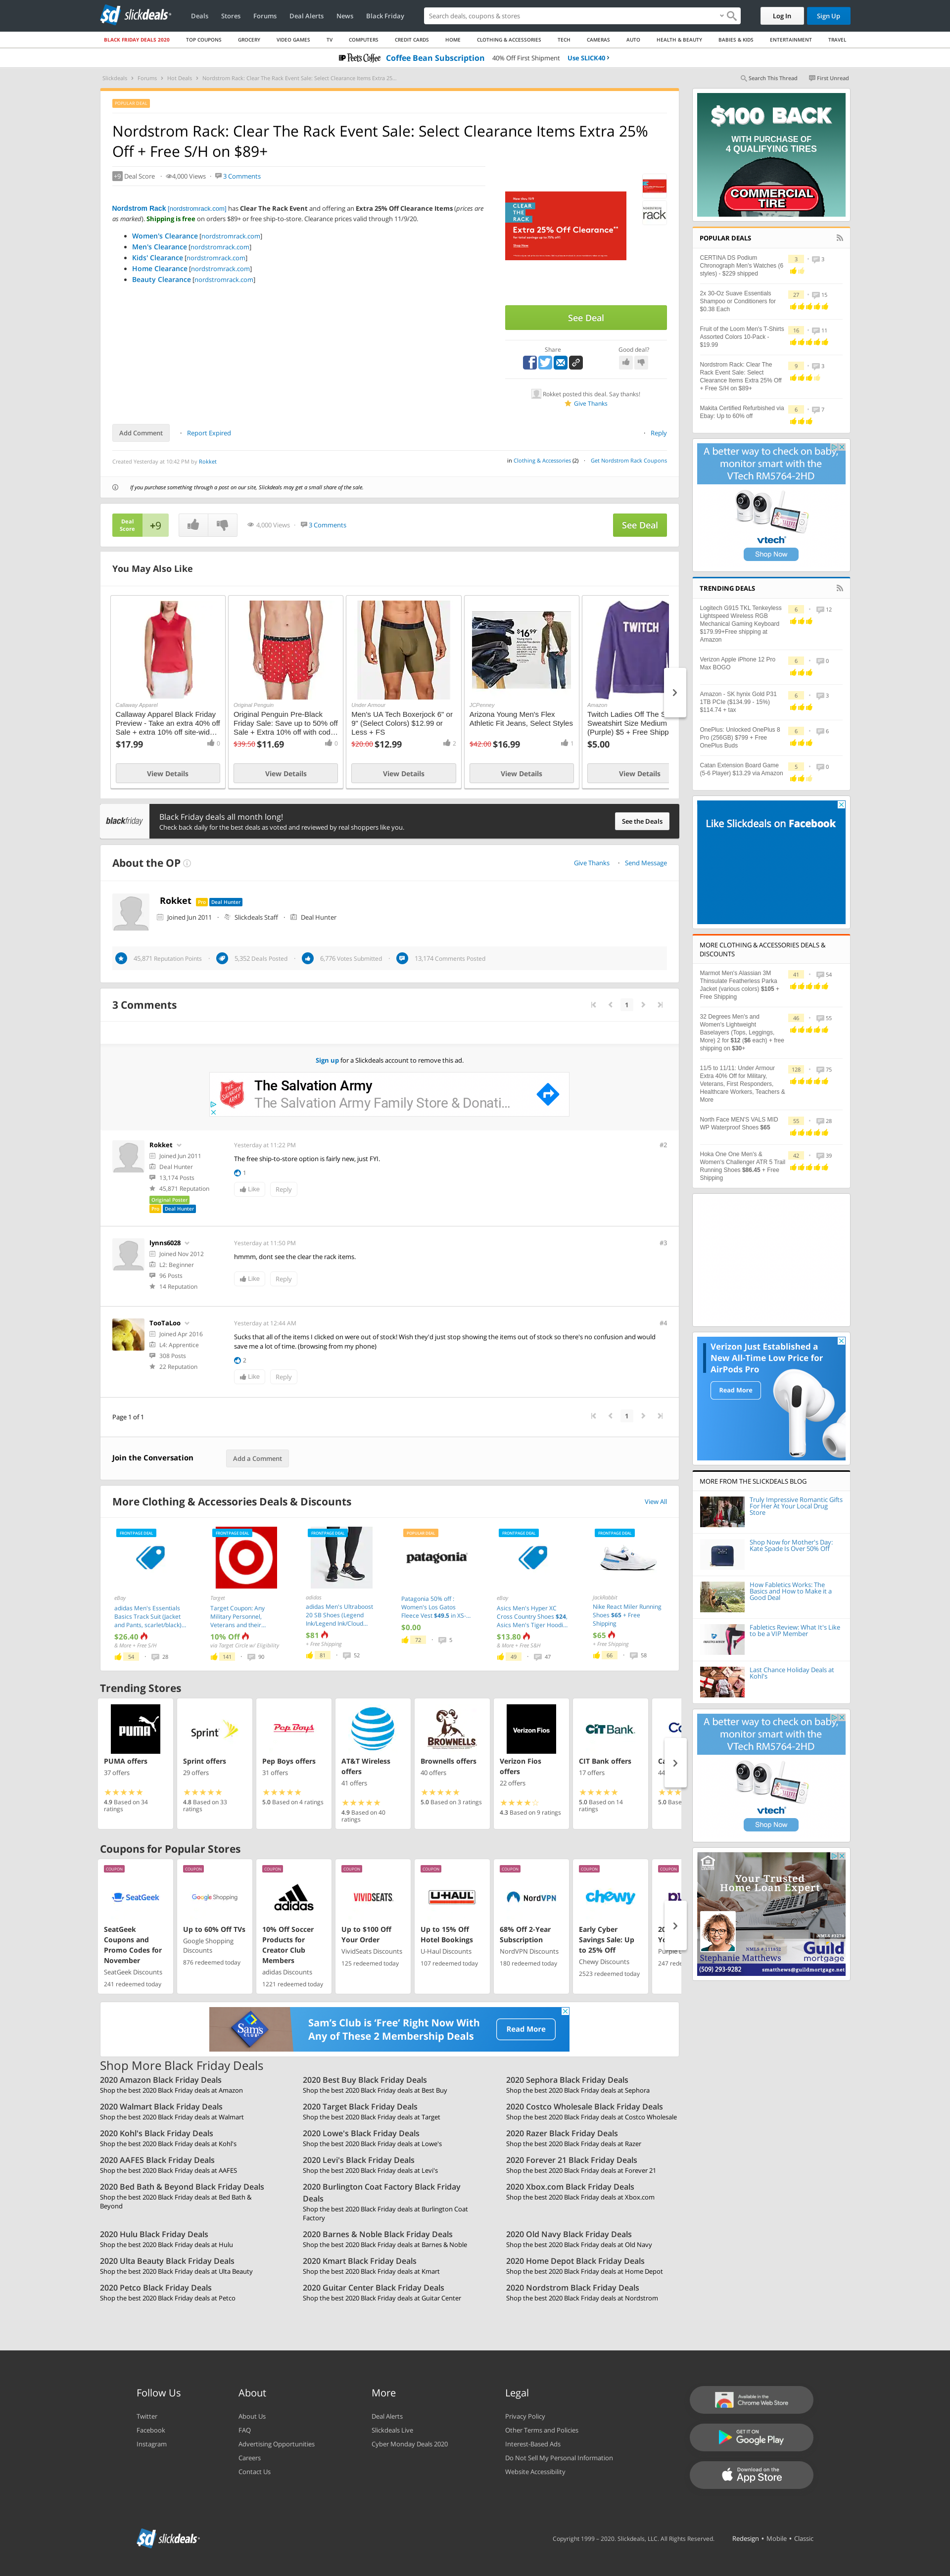 sd slickdeals
Deals
Stores
Forums
Deal Alerts
News
Black Friday
Search deals, coupons & stores
Log In
Sign Up
BLACK FRIDAY DEALS 2020
TOP COUPONS
GROCERY
VIDEO GAMES
TV
COMPUTERS
CREDIT CARDS
HOME
CLOTHING & ACCESSORIES
TECH
CAMERAS
AUTO
HEALTH & BEAUTY
BABIES & KIDS
ENTERTAINMENT
TRAVEL
Peet's Coffee Coffee Bean Subscription 40% Off First Shipment Use SLICK40 ›
Slickdeals › Forums › Hot Deals › Nordstrom Rack: Clear The Rack Event Sale: Select Clearance Items Extra 25...
Search This Thread
First Unread
POPULAR DEAL
Nordstrom Rack: Clear The Rack Event Sale: Select Clearance Items Extra 25%
Off + Free S/H on $89+
+9 Deal Score · 4,000 Views · 3 Comments
Nordstrom Rack [nordstromrack.com] has Clear The Rack Event and offering an Extra 25% Off Clearance Items (prices are
as marked). Shipping is free on orders $89+ or free ship-to-store. Clearance prices valid through 11/9/20.
Women's Clearance [nordstromrack.com]
Men's Clearance [nordstromrack.com]
Kids' Clearance [nordstromrack.com]
Home Clearance [nordstromrack.com]
Beauty Clearance [nordstromrack.com]
CLEAR
THE
RACK
Extra 25% Off Clearance**
NORDSTROM
rack
See Deal
Share
Good deal?
Rokket posted this deal. Say thanks!
Give Thanks
Add Comment
· Report Expired
· Reply
Created Yesterday at 10:42 PM by Rokket
in Clothing & Accessories (2) · Get Nordstrom Rack Coupons
If you purchase something through a post on our site, Slickdeals may get a small share of the sale.
Deal
Score
+9
4,000 Views · 3 Comments
See Deal
You May Also Like
Callaway Apparel
Callaway Apparel Black Friday
Preview - Take an extra 40% off
Sale + extra 10% off site-wid...
$17.99
0
View Details
Original Penguin
Original Penguin Pre-Black
Friday Sale: Save up to 50% off
Sale + Extra 10% off with cod...
$39.50 $11.69
0
View Details
Under Armour
Men's UA Tech Boxerjock 6" or
9" (Select Colors) $12.99 or
Less + FS
$20.00 $12.99
2
View Details
$16.99
JCPenney
Arizona Young Men's Flex
Athletic Fit Jeans, Select Styles
$42.00 $16.99
1
View Details
TWITCH
Amazon
Twitch Ladies Off The S
Sweatshirt Size Medium
(Purple) $5 + Free Shipp
$5.00
View Details
blackfriday
Black Friday deals all month long!
Check back daily for the best deals as voted and reviewed by real shoppers like you.
See the Deals
About the OP
Give Thanks · Send Message
Rokket Pro Deal Hunter
Joined Jun 2011 · Slickdeals Staff · Deal Hunter
45,871 Reputation Points · 5,352 Deals Posted · 6,776 Votes Submitted · 13,174 Comments Posted
3 Comments
1
Sign up for a Slickdeals account to remove this ad.
The Salvation Army
The Salvation Army Family Store & Donati...
Rokket
Joined Jun 2011
Deal Hunter
13,174 Posts
45,871 Reputation
Original Poster
Pro Deal Hunter
Yesterday at 11:22 PM
#2
The free ship-to-store option is fairly new, just FYI.
1
Like
Reply
lynns6028
Joined Nov 2012
L2: Beginner
96 Posts
14 Reputation
Yesterday at 11:50 PM
#3
hmmm, dont see the clear the rack items.
Like
Reply
TooTaLoo
Joined Apr 2016
L4: Apprentice
308 Posts
22 Reputation
Yesterday at 12:44 AM
#4
Sucks that all of the items I clicked on were out of stock! Wish they'd just stop showing the items out of stock so there's no confusion and would
save me a lot of time. (browsing from my phone)
2
Like
Reply
Page 1 of 1
1
Join the Conversation
Add a Comment
More Clothing & Accessories Deals & Discounts
View All
FRONTPAGE DEAL
eBay
adidas Men's Essentials
Basics Track Suit (Jacket
and Pants, scarlet/black)...
$26.40
& More + Free S/H
54 · 28
FRONTPAGE DEAL
Target
Target Coupon: Any
Military Personnel,
Veterans and their...
10% Off
via Target Circle w/ Eligibility
141 · 90
FRONTPAGE DEAL
adidas
adidas Men's Ultraboost
20 SB Shoes (Legend
Ink/Legend Ink/Cloud...
$81
+ Free Shipping
81 · 52
POPULAR DEAL
patagonia
Patagonia 50% off :
Women's Los Gatos
Fleece Vest $49.5 in XS-...
$0.00
72 · 5
FRONTPAGE DEAL
eBay
Asics Men's Hyper XC
Cross Country Shoes $24,
Asics Men's Tiger Hoodi...
$13.80
& More + Free S&H
49 · 47
FRONTPAGE DEAL
JackRabbit
Nike React Miler Running
Shoes $65 + Free
Shipping
$65
+ Free Shipping
66 · 58
Trending Stores
PUMA
PUMA offers
37 offers
4.9 Based on 34
ratings
Sprint
Sprint offers
29 offers
4.8 Based on 33
ratings
Pep Boys
Pep Boys offers
31 offers
5.0 Based on 4 ratings
AT&T Wireless
offers
41 offers
4.9 Based on 40
ratings
BROWNELLS
Brownells offers
40 offers
5.0 Based on 3 ratings
Verizon Fios
Verizon Fios
offers
22 offers
4.3 Based on 9 ratings
CIT Bank
CIT Bank offers
17 offers
5.0 Based on 14
ratings
Ca
44
5.0 Base
Coupons for Popular Stores
COUPON
SeatGeek
SeatGeek
Coupons and
Promo Codes for
November
SeatGeek Discounts
241 redeemed today
COUPON
Google Shopping
Up to 60% Off TVs
Google Shopping
Discounts
876 redeemed today
COUPON
adidas
10% Off Soccer
Products for
Creator Club
Members
adidas Discounts
1221 redeemed today
COUPON
VIVIDSEATS
Up to $100 Off
Your Order
VividSeats Discounts
125 redeemed today
COUPON
U-HAUL
Up to 15% Off
Hotel Bookings
U-Haul Discounts
107 redeemed today
COUPON
NordVPN
68% Off 2-Year
Subscription
NordVPN Discounts
180 redeemed today
COUPON
chewy
Early Cyber
Savings Sale: Up
to 25% Off
Chewy Discounts
2523 redeemed today
COUPON
20
Yo
Purple
247 rede
Sam's Club is 'Free' Right Now With
Any of These 2 Membership Deals
Read More
Shop More Black Friday Deals
2020 Amazon Black Friday Deals
Shop the best 2020 Black Friday deals at Amazon
2020 Best Buy Black Friday Deals
Shop the best 2020 Black Friday deals at Best Buy
2020 Sephora Black Friday Deals
Shop the best 2020 Black Friday deals at Sephora
2020 Walmart Black Friday Deals
Shop the best 2020 Black Friday deals at Walmart
2020 Target Black Friday Deals
Shop the best 2020 Black Friday deals at Target
2020 Costco Wholesale Black Friday Deals
Shop the best 2020 Black Friday deals at Costco Wholesale
2020 Kohl's Black Friday Deals
Shop the best 2020 Black Friday deals at Kohl's
2020 Lowe's Black Friday Deals
Shop the best 2020 Black Friday deals at Lowe's
2020 Razer Black Friday Deals
Shop the best 2020 Black Friday deals at Razer
2020 AAFES Black Friday Deals
Shop the best 2020 Black Friday deals at AAFES
2020 Levi's Black Friday Deals
Shop the best 2020 Black Friday deals at Levi's
2020 Forever 21 Black Friday Deals
Shop the best 2020 Black Friday deals at Forever 21
2020 Bed Bath & Beyond Black Friday Deals
Shop the best 2020 Black Friday deals at Bed Bath &
Beyond
2020 Burlington Coat Factory Black Friday
Deals
Shop the best 2020 Black Friday deals at Burlington Coat
Factory
2020 Xbox.com Black Friday Deals
Shop the best 2020 Black Friday deals at Xbox.com
2020 Hulu Black Friday Deals
Shop the best 2020 Black Friday deals at Hulu
2020 Barnes & Noble Black Friday Deals
Shop the best 2020 Black Friday deals at Barnes & Noble
2020 Old Navy Black Friday Deals
Shop the best 2020 Black Friday deals at Old Navy
2020 Ulta Beauty Black Friday Deals
Shop the best 2020 Black Friday deals at Ulta Beauty
2020 Kmart Black Friday Deals
Shop the best 2020 Black Friday deals at Kmart
2020 Home Depot Black Friday Deals
Shop the best 2020 Black Friday deals at Home Depot
2020 Petco Black Friday Deals
Shop the best 2020 Black Friday deals at Petco
2020 Guitar Center Black Friday Deals
Shop the best 2020 Black Friday deals at Guitar Center
2020 Nordstrom Black Friday Deals
Shop the best 2020 Black Friday deals at Nordstrom
$100 BACK
WITH PURCHASE OF
4 QUALIFYING TIRES
COMMERCIAL
TIRE
POPULAR DEALS
CERTINA DS Podium
Chronograph Men's Watches (6
styles) - $229 shipped
3 · 3
2x 30-Oz Suave Essentials
Shampoo or Conditioners for
$0.38 Each
27 · 15
Fruit of the Loom Men's T-Shirts
Assorted Colors 10-Pack -
$19.99
16 · 11
Nordstrom Rack: Clear The
Rack Event Sale: Select
Clearance Items Extra 25% Off
+ Free S/H on $89+
9 · 3
Makita Certified Refurbished via
Ebay: Up to 60% off
6 · 7
A better way to check on baby,
monitor smart with the
VTech RM5764-2HD
vtech
Shop Now
TRENDING DEALS
Logitech G915 TKL Tenkeyless
Lightspeed Wireless RGB
Mechanical Gaming Keyboard
$179.99+Free shipping at
Amazon
6 · 12
Verizon Apple iPhone 12 Pro
Max BOGO
6 · 0
Amazon - SK hynix Gold P31
1TB PCIe ($134.99 - 15%)
$114.74 + tax
6 · 3
OnePlus: Unlocked OnePlus 8
Pro (256GB) $799 + Free
OnePlus Buds
6 · 6
Catan Extension Board Game
(5-6 Player) $13.29 via Amazon
5 · 0
Like Slickdeals on Facebook
MORE CLOTHING & ACCESSORIES DEALS &
DISCOUNTS
Marmot Men's Alassian 3M
Thinsulate Featherless Parka
Jacket (various colors) $105 +
Free Shipping
41 · 54
32 Degrees Men's and
Women's Lightweight
Baselayers (Tops, Leggings,
More) 2 for $12 ($6 each) + free
shipping on $30+
46 · 55
11/5 to 11/11: Under Armour
Extra 40% Off for Military,
Veterans, First Responders,
Healthcare Workers, Teachers &
More
128 · 75
North Face MEN'S VALS MID
WP Waterproof Shoes $65
55 · 28
Hoka One One Men's &
Women's Challenger ATR 5 Trail
Running Shoes $66.45 + Free
Shipping
42 · 39
Verizon Just Established a
New All-Time Low Price for
AirPods Pro
Read More
MORE FROM THE SLICKDEALS BLOG
Truly Impressive Romantic Gifts
For Her At Your Local Drug
Store
Shop Now for Mother's Day:
Kate Spade Is Over 50% Off
How Fabletics Works: The
Basics and How to Make it a
Good Deal
Fabletics Review: What It's Like
to be a VIP Member
Last Chance Holiday Deals at
Kohl's
A better way to check on baby,
monitor smart with the
VTech RM5764-2HD
vtech
Shop Now
Your Trusted
Home Loan Expert
Stephanie Matthews
Guild
mortgage
(509) 293-9282
smatthews@guildmortgage.net
Follow Us
Twitter
Facebook
Instagram
About
About Us
FAQ
Advertising Opportunities
Careers
Contact Us
More
Deal Alerts
Slickdeals Live
Cyber Monday Deals 2020
Legal
Privacy Policy
Other Terms and Policies
Interest-Based Ads
Do Not Sell My Personal Information
Website Accessibility
Available in the
Chrome Web Store
GET IT ON
Google Play
Download on the
App Store
sd slickdeals
Copyright 1999 – 2020. Slickdeals, LLC. All Rights Reserved.
Redesign • Mobile • Classic